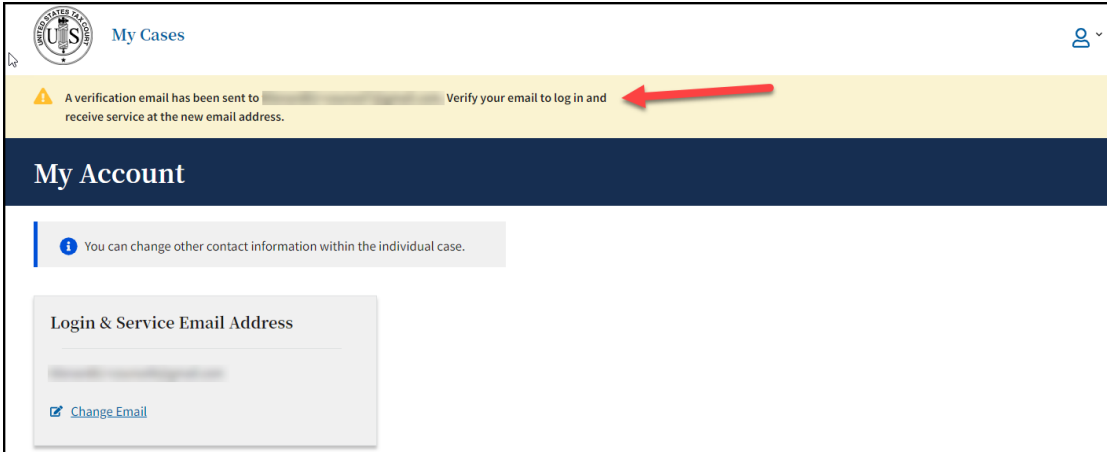 UNITED STATES TAX COURT
US
My Cases
A verification email has been sent to Verify your email to log in and
receive service at the new email address.
My Account
You can change other contact information within the individual case.
Login & Service Email Address
Change Email